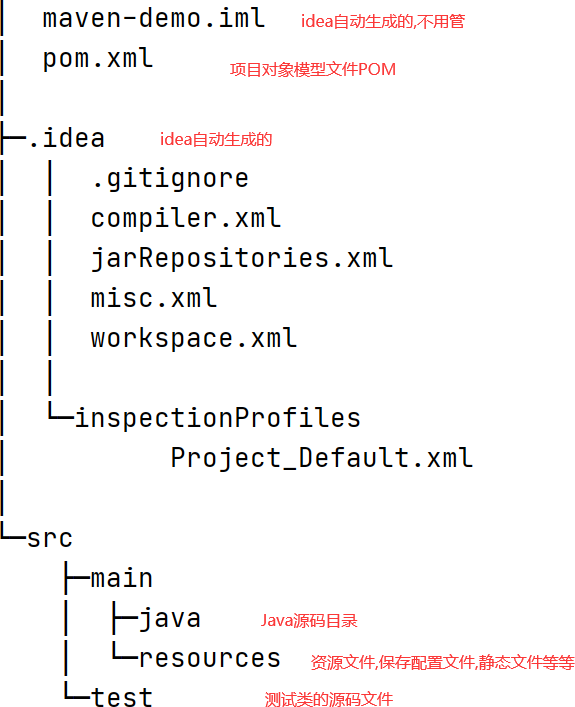 │  maven-demo.iml  idea自动生成的,不用管
│  pom.xml  项目对象模型文件POM
│
├─.idea  idea自动生成的
│  │  .gitignore
│  │  compiler.xml
│  │  jarRepositories.xml
│  │  misc.xml
│  │  workspace.xml
│  │
│  └─inspectionProfiles
│          Project_Default.xml
│
└─src
    ├─main
    │  ├─java  Java源码目录
    │  └─resources  资源文件,保存配置文件,静态文件等等
    └─test  测试类的源码文件